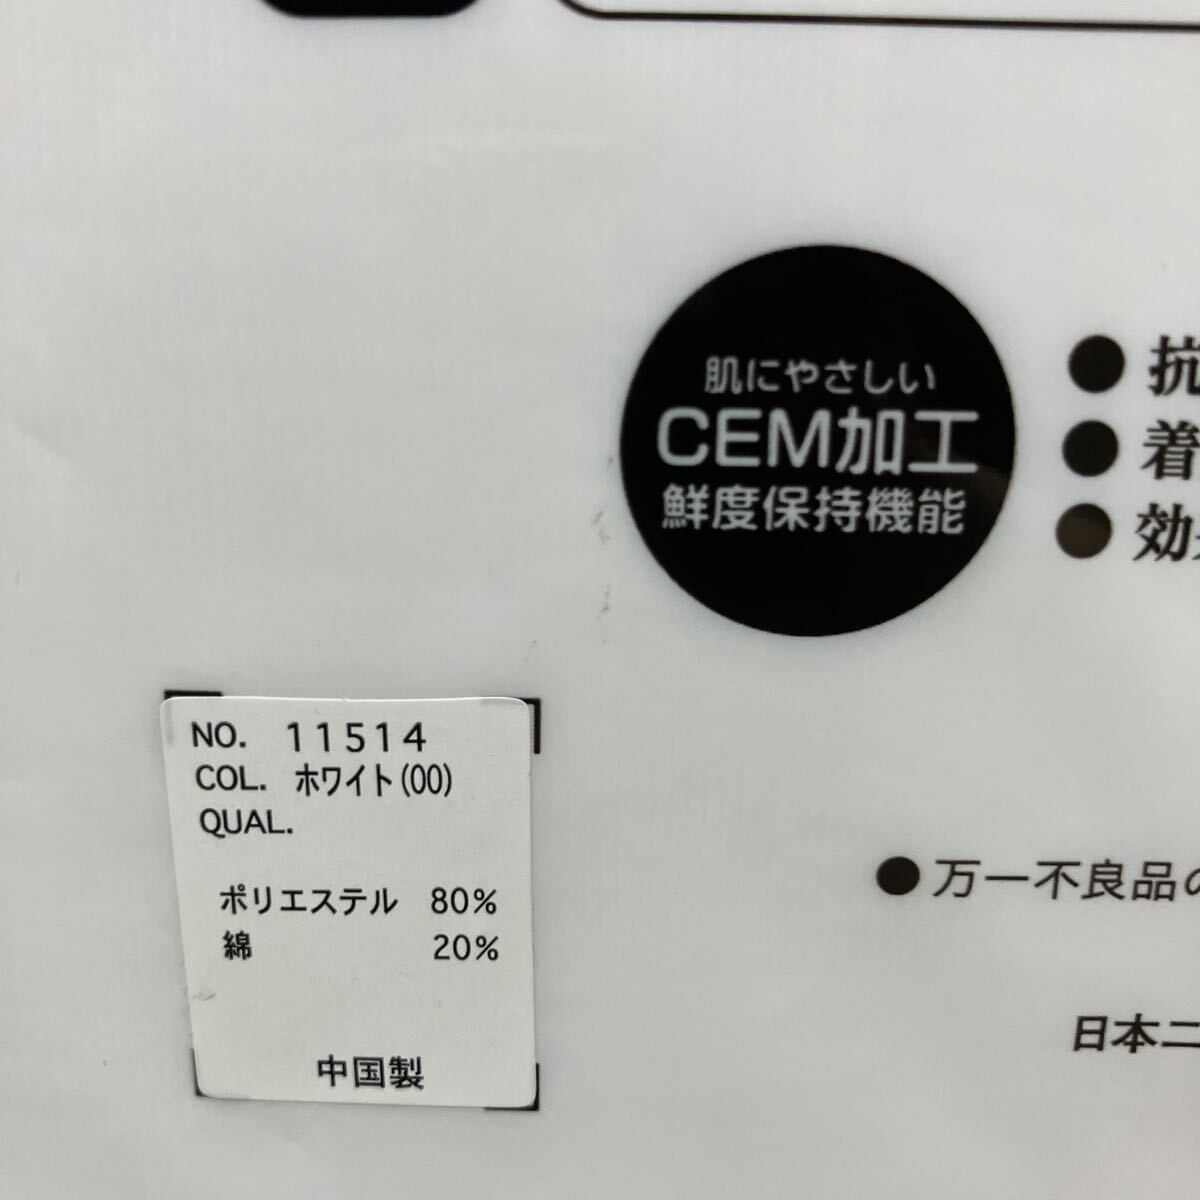 肌にやさしい
CEM加工
鮮度保持機能
● 抗
● 着
● 効
NO. 11514
COL. ホワイト(00)
QUAL.
ポリエステル 80%
綿 20%
中国製
● 万一不良品の
日本ニ